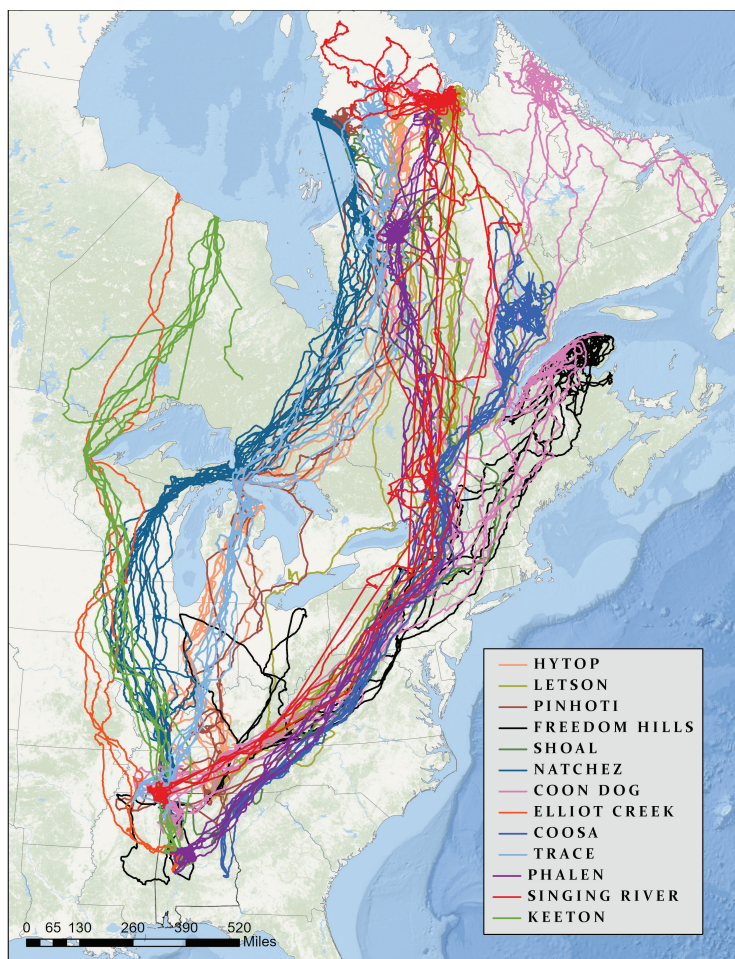 HYTOP
LETSON
PINHOTI
FREEDOM HILLS
SHOAL
NATCHEZ
COON DOG
ELLIOT CREEK
COOSA
TRACE
PHALEN
SINGING RIVER
KEETON
0 65 130 260 390 520
Miles